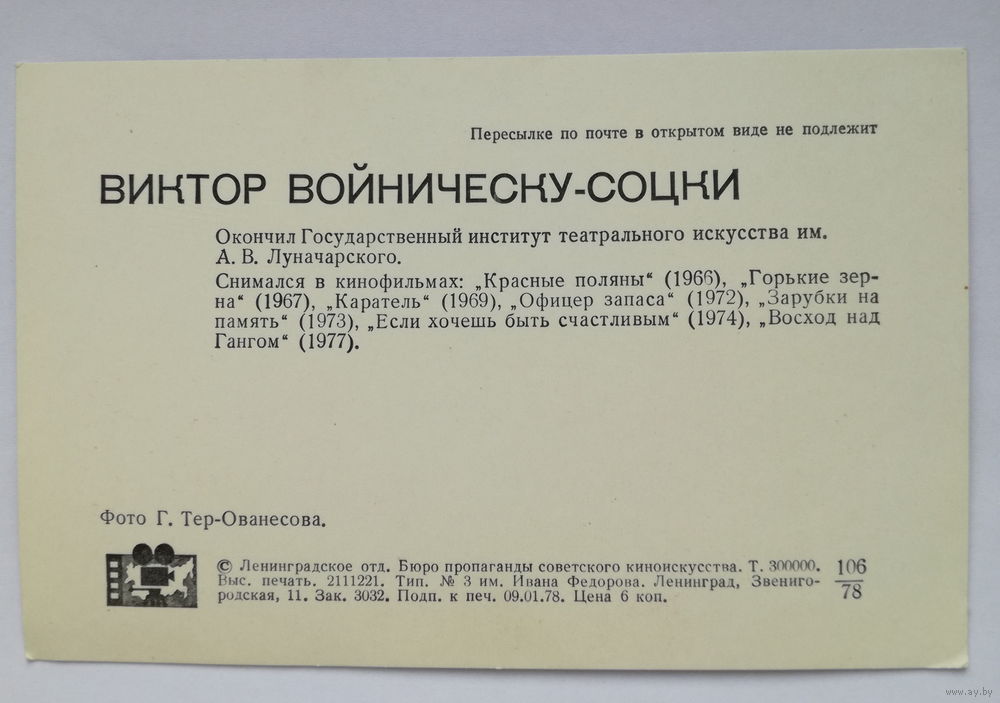 Пересылке по почте в открытом виде не подлежит
ВИКТОР ВОЙНИЧЕСКУ-СОЦКИ
Окончил Государственный институт театрального искусства им.
А. В. Луначарского.
Снимался в кинофильмах: „Красные поляны“ (1966), „Горькие зер-
на“ (1967), „Каратель“ (1969), „Офицер запаса“ (1972), „Зарубки на
память“ (1973), „Если хочешь быть счастливым“ (1974), „Восход над
Гангом“ (1977).
Фото Г. Тер-Ованесова.
© Ленинградское отд. Бюро пропаганды советского киноискусства. Т. 300000.
Выс. печать. 2111221. Тип. № 3 им. Ивана Федорова. Ленинград, Звениго-
родская, 11. Зак. 3032. Подп. к печ. 09.01.78. Цена 6 коп.
106
78
www.ay.by